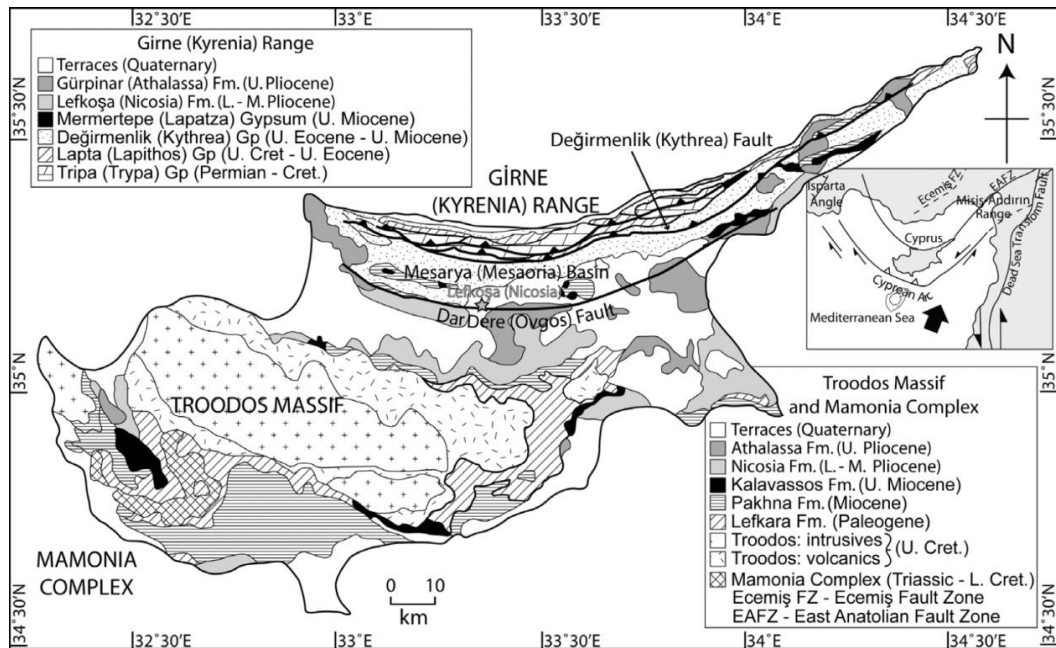 32°30'E 33°E 33°30'E 34°E 34°30'E
Girne (Kyrenia) Range
Terraces (Quaternary)
Gürpinar (Athalassa) Fm. (U. Pliocene)
Lefkoşa (Nicosia) Fm. (L. - M. Pliocene)
Mermertepe (Lapatza) Gypsum (U. Miocene)
Değirmenlik (Kythrea) Gp (U. Eocene - U. Miocene)
Lapta (Lapithos) Gp (U. Cret - U. Eocene)
Tripa (Trypa) Gp (Permian - Cret.)
N
35°30'N
35°30'N
Değirmenlik (Kythrea) Fault
GİRNE
(KYRENIA) RANGE
Isparta
Angle
Ecemiş FZ
EAFZ
Misis-Andırın
Range
Cyprus
Cyprean Arc
Mediterranean Sea
Dead Sea Transform Fault
Mesarya (Mesaoria) Basin
Lefkoşa (Nicosia)
Dar Dere (Ovgos) Fault
35°N
35°N
TROODOS MASSIF
Troodos Massif
and Mamonia Complex
Terraces (Quaternary)
Athalassa Fm. (U. Pliocene)
Nicosia Fm. (L. - M. Pliocene)
Kalavassos Fm. (U. Miocene)
Pakhna Fm. (Miocene)
Lefkara Fm. (Paleogene)
Troodos: intrusives
(U. Cret.)
Troodos: volcanics
Mamonia Complex (Triassic - L. Cret.)
Ecemiş FZ - Ecemiş Fault Zone
EAFZ - East Anatolian Fault Zone
MAMONIA
COMPLEX
0 10
km
34°30'N
34°30'N
32°30'E 33°E 33°30'E 34°E 34°30'E